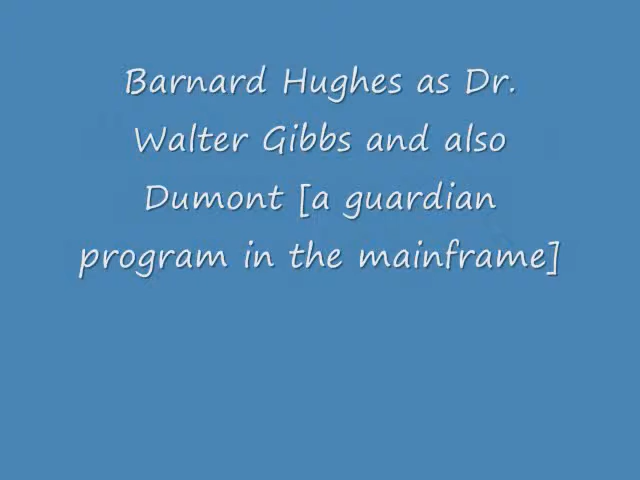 Barnard Hughes as Dr.
Walter Gibbs and also
Dumont [a guardian
program in the mainframe]